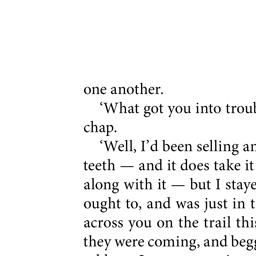 one another.
‘What got you into
chap.
‘Well, I’d been selling
teeth — and it does take it
along with it — but I
ought to, and was just in
across you on the trail
they were coming, and